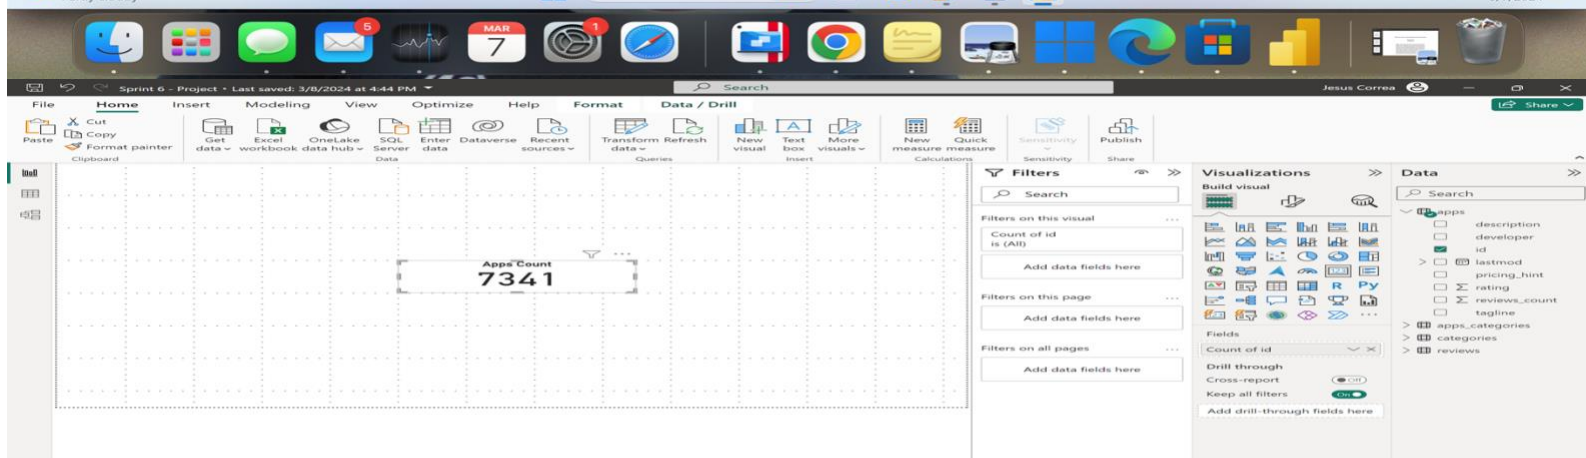 5
MAR
7
1
Sprint 6 - Project • Last saved: 3/8/2024 at 4:44 PM
Search
Jesus Correa
File Home Insert Modeling View Optimize Help Format Data / Drill
Share
Paste
Cut
Copy
Format painter
Clipboard
Get data
Excel workbook
OneLake data hub
SQL Server
Enter data
Dataverse
Recent sources
Data
Transform data
Refresh
Queries
New visual
Text box
More visuals
Insert
New measure
Quick measure
Calculations
Sensitivity
Sensitivity
Publish
Share
Apps Count
7341
Filters
Search
Filters on this visual
Count of id
is (All)
Add data fields here
Filters on this page
Add data fields here
Filters on all pages
Add data fields here
Visualizations
Build visual
123
R Py
Fields
Count of id
Drill through
Cross-report Off
Keep all filters On
Add drill-through fields here
Data
Search
apps
description
developer
id
lastmod
pricing_hint
rating
reviews_count
tagline
apps_categories
categories
reviews